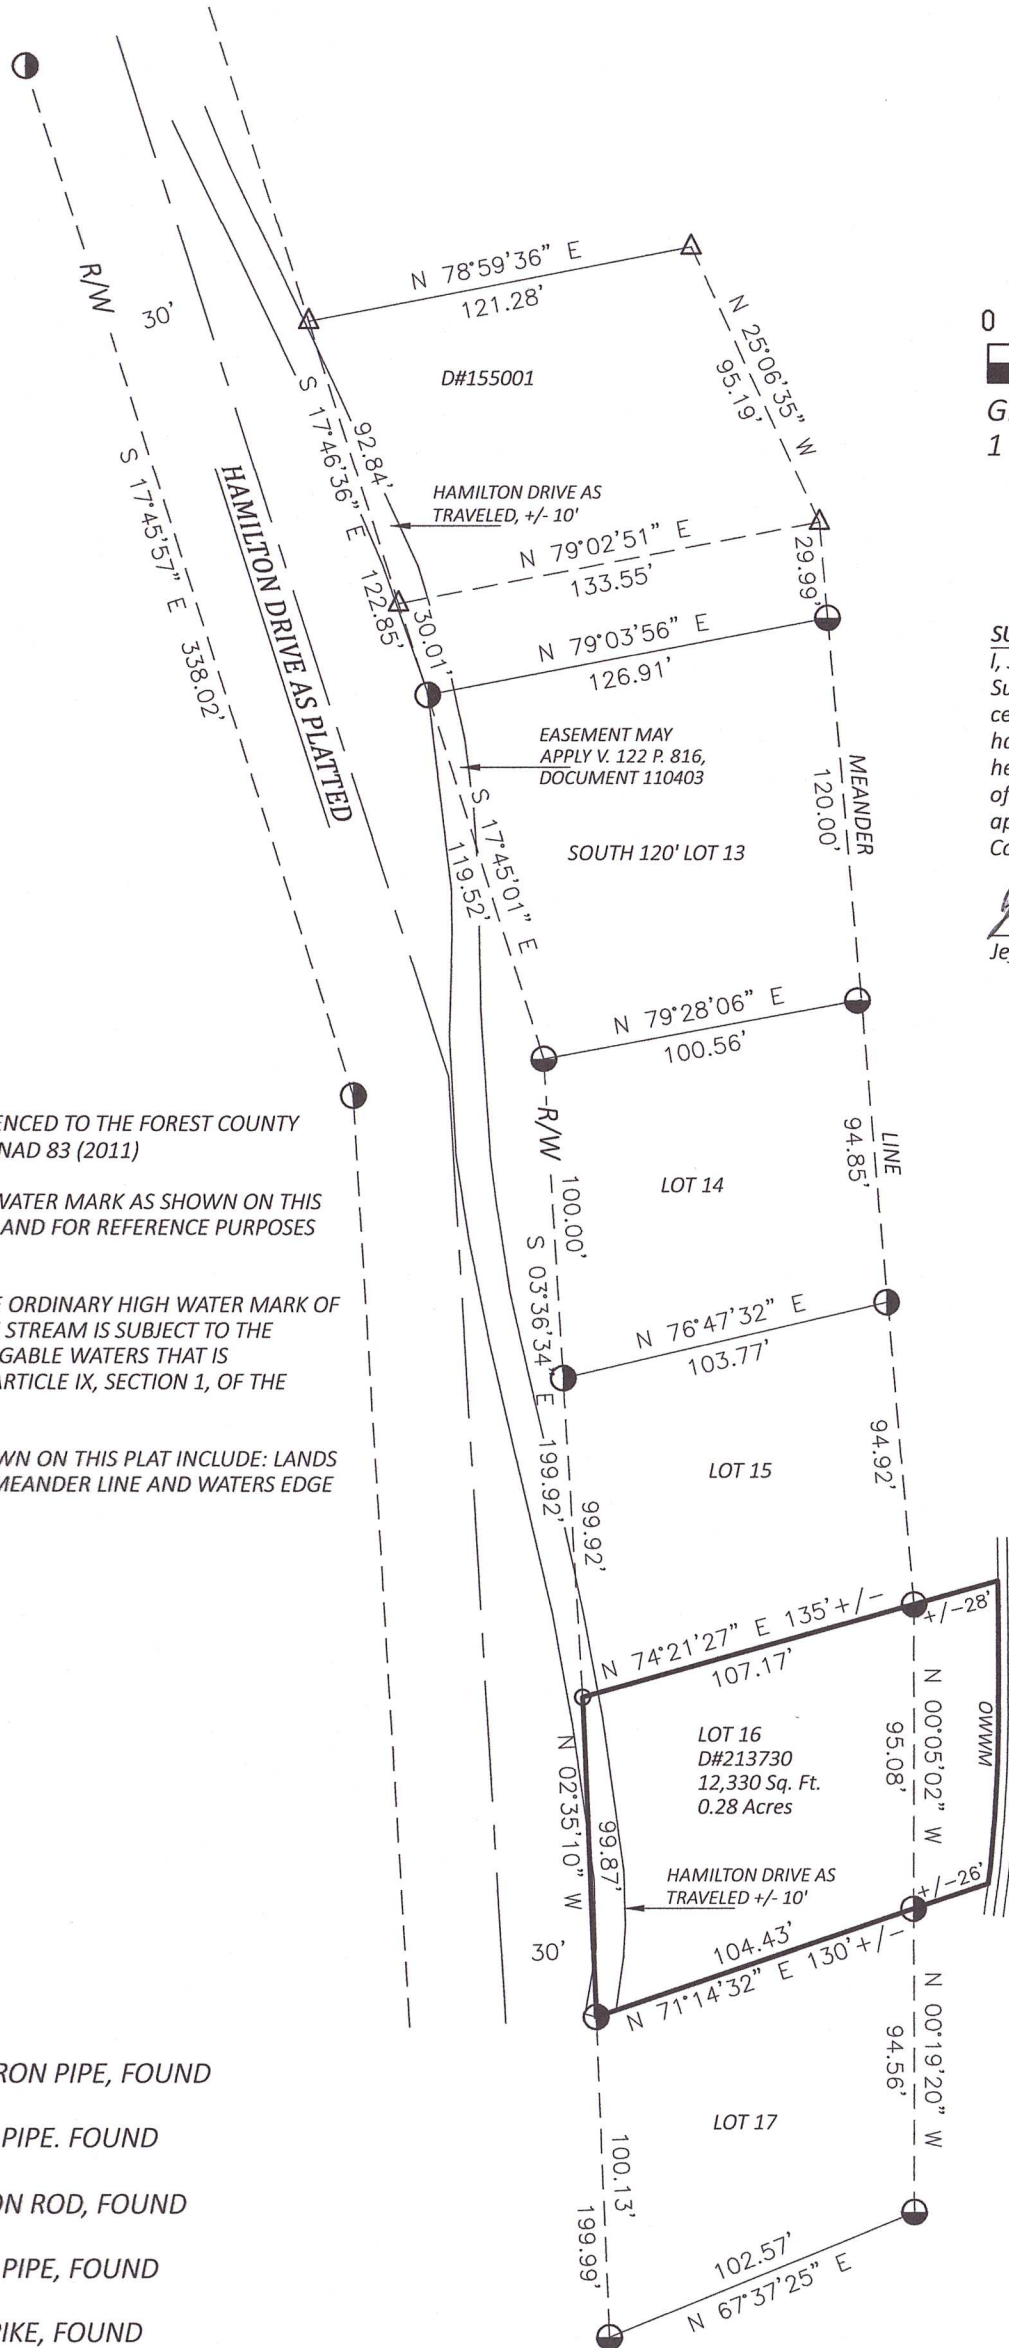 R/W
30'
S 17°45'57" E 338.02'
HAMILTON DRIVE AS PLATTED
N 78°59'36" E
121.28'
N 25°06'35" W
95.19'
D#155001
S 17°46'36" E 122.85'
92.84'
HAMILTON DRIVE AS
TRAVELED, +/- 10'
N 79°02'51" E
133.55'
29.99'
30.01'
N 79°03'56" E
126.91'
EASEMENT MAY
APPLY V. 122 P. 816,
DOCUMENT 110403
S 17°45'01" E
119.52'
SOUTH 120' LOT 13
MEANDER
120.00'
0
1
SU
I,
Su
ce
ha
he
of
ap
Co
Je
N 79°28'06" E
100.56'
R/W
100.00'
S 03°36'34" E 199.92'
LOT 14
LINE
94.85'
N 76°47'32" E
103.77'
LOT 15
94.92'
99.92'
ENCED TO THE FOREST COUNTY
NAD 83 (2011)
WATER MARK AS SHOWN ON THIS
AND FOR REFERENCE PURPOSES
E ORDINARY HIGH WATER MARK OF
STREAM IS SUBJECT TO THE
GABLE WATERS THAT IS
ARTICLE IX, SECTION 1, OF THE
WN ON THIS PLAT INCLUDE: LANDS
MEANDER LINE AND WATERS EDGE
N 74°21'27" E 135'+/-
107.17'
+/-28'
LOT 16
D#213730
12,330 Sq. Ft.
0.28 Acres
N 00°05'02" W
95.08'
OWWM
N 02°35'10" W
99.87'
HAMILTON DRIVE AS
TRAVELED +/- 10'
+/-26'
30'
104.43'
N 71°14'32" E 130'+/-
N 00°19'20" W
94.56'
LOT 17
100.13'
199.99'
102.57'
N 67°37'25" E
RON PIPE, FOUND
PIPE. FOUND
ON ROD, FOUND
PIPE, FOUND
PIKE, FOUND